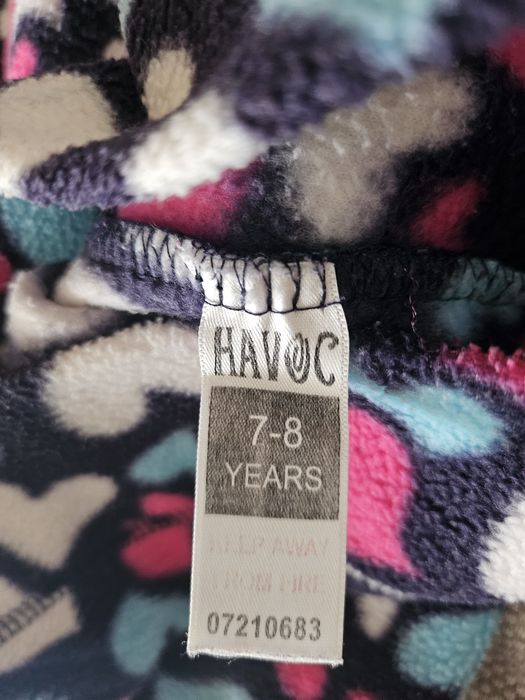 HAVOC
7-8
YEARS
KEEP AWAY
FROM FIRE
07210683